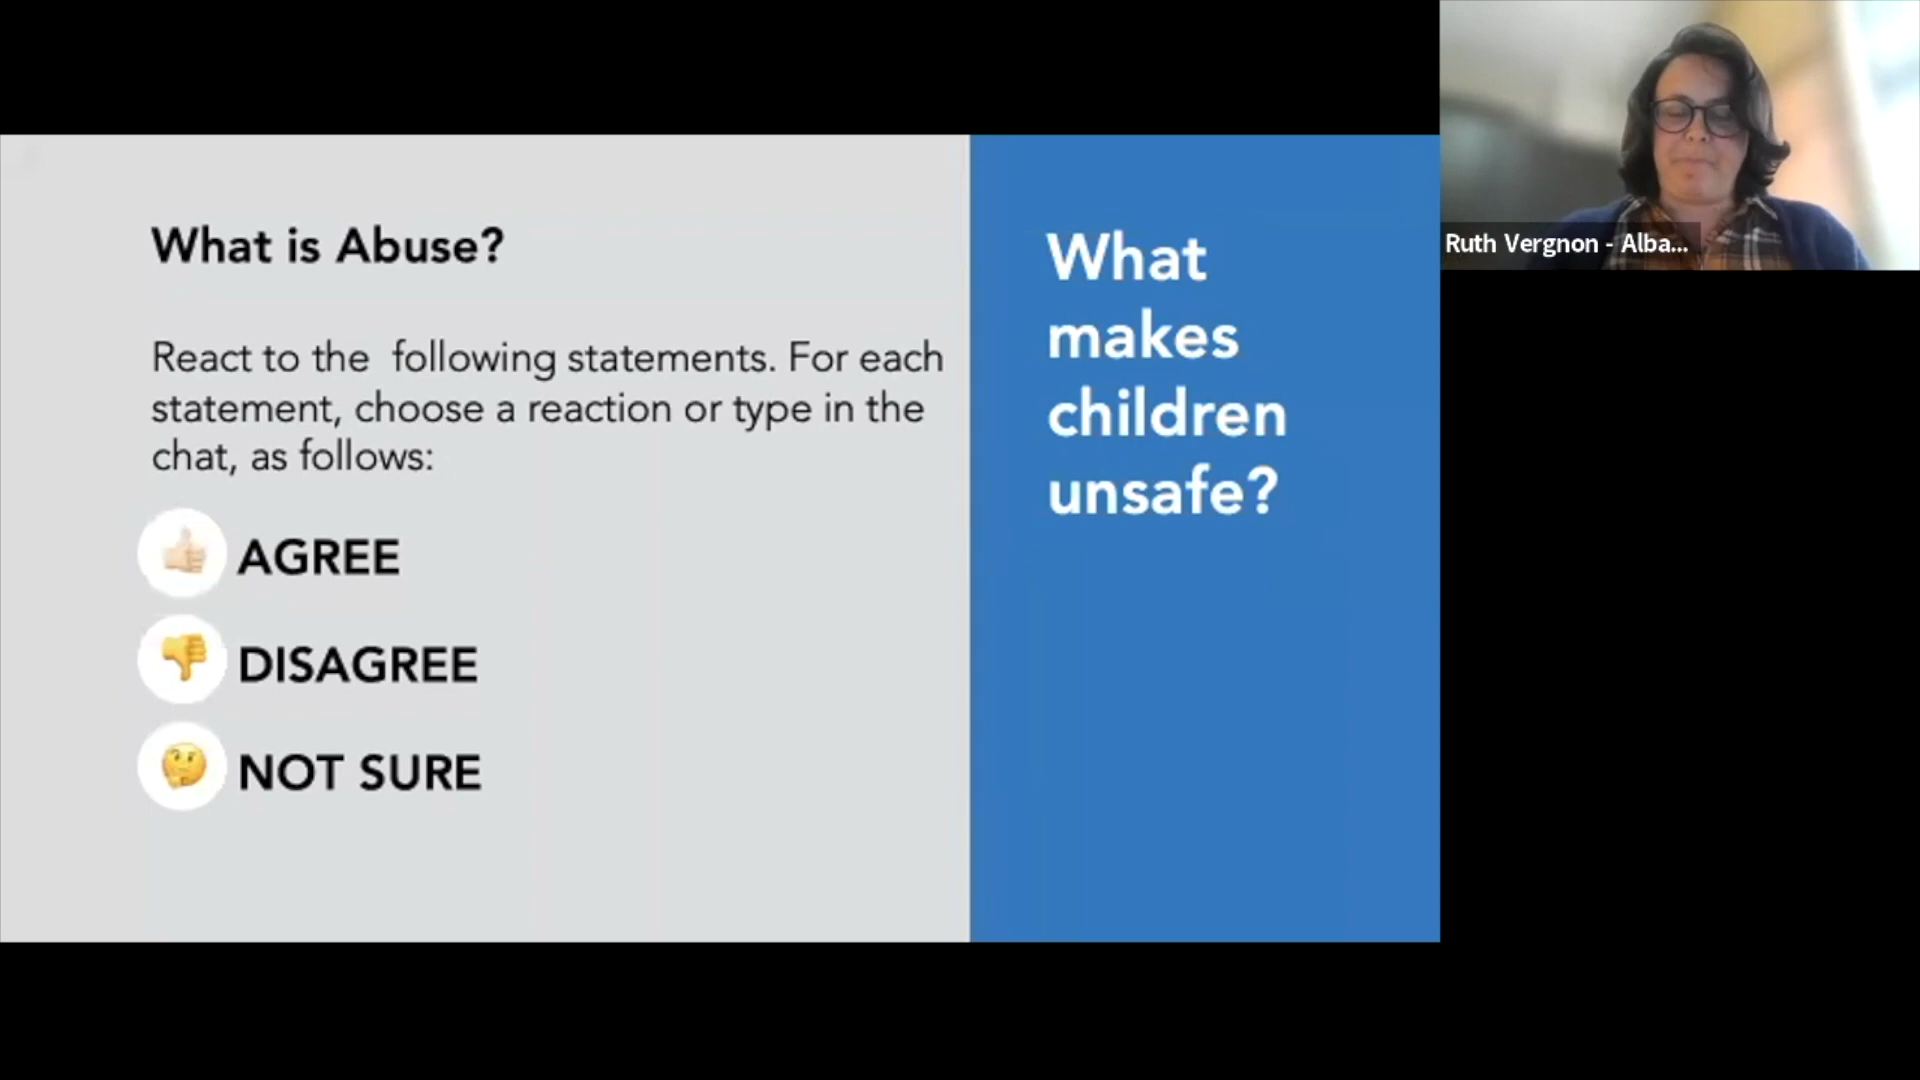 What is Abuse?
React to the following statements. For each
statement, choose a reaction or type in the
chat, as follows:
AGREE
DISAGREE
NOT SURE
What
makes
children
unsafe?
Ruth Vergnon - Alba...